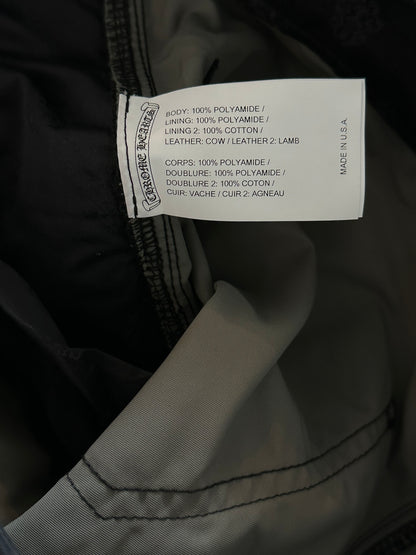 CHROME HEARTS
BODY: 100% POLYAMIDE /
LINING: 100% POLYAMIDE /
LINING 2: 100% COTTON /
LEATHER: COW / LEATHER 2: LAMB
CORPS: 100% POLYAMIDE /
DOUBLURE: 100% POLYAMIDE /
DOUBLURE 2: 100% COTON /
CUIR: VACHE / CUIR 2: AGNEAU
MADE IN U.S.A.